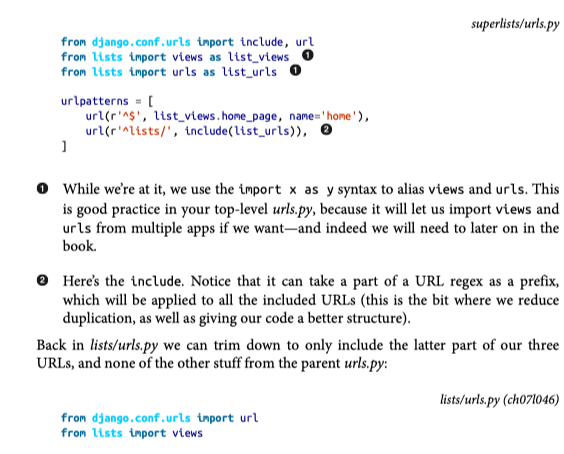 superlists/urls.py
from django.conf.urls import include, url
from lists import views as list_views ❶
from lists import urls as list_urls ❶
urlpatterns = [
    url(r'^$', list_views.home_page, name='home'),
    url(r'^lists/', include(list_urls)), ❷
]
❶ While we're at it, we use the import x as y syntax to alias views and urls. This
is good practice in your top-level urls.py, because it will let us import views and
urls from multiple apps if we want—and indeed we will need to later on in the
book.
❷ Here's the include. Notice that it can take a part of a URL regex as a prefix,
which will be applied to all the included URLs (this is the bit where we reduce
duplication, as well as giving our code a better structure).
Back in lists/urls.py we can trim down to only include the latter part of our three
URLs, and none of the other stuff from the parent urls.py:
lists/urls.py (ch07l046)
from django.conf.urls import url
from lists import views